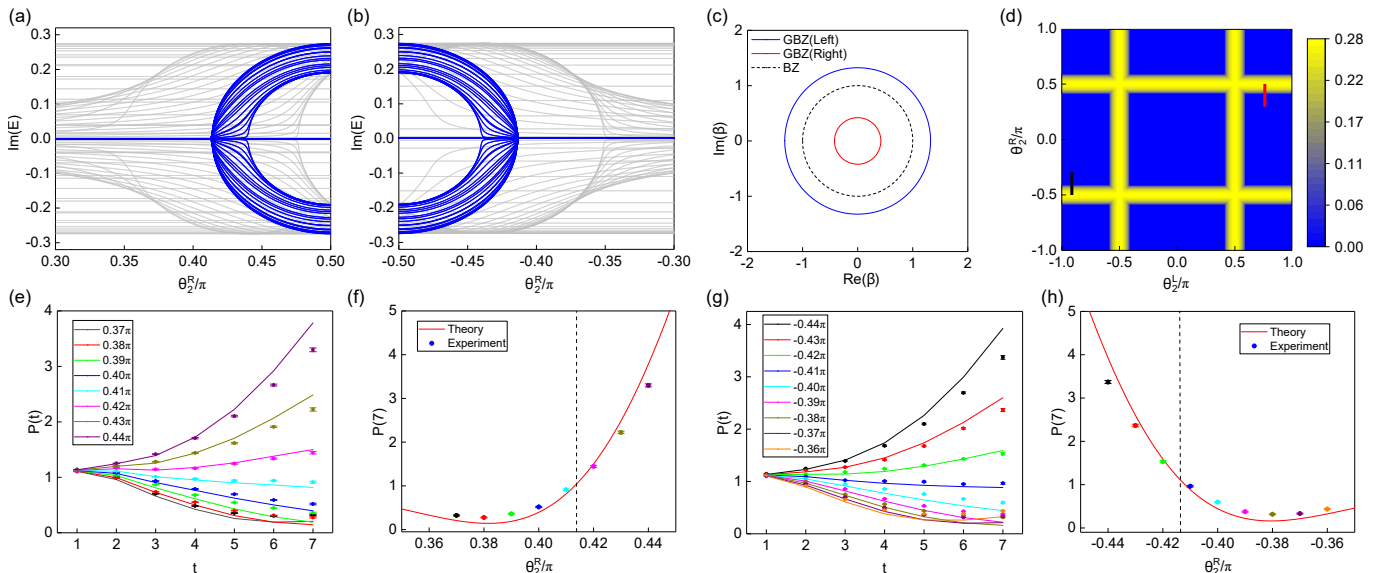 (a)
0.3
0.2
0.1
0.0
-0.1
-0.2
-0.3
Im(E)
0.30
0.35
0.40
0.45
0.50
θ₂ᴿ/π
(b)
0.3
0.2
0.1
0.0
-0.1
-0.2
-0.3
Im(E)
-0.50
-0.45
-0.40
-0.35
-0.30
θ₂ᴿ/π
(c)
2
1
0
-1
-2
Im(β)
GBZ(Left)
GBZ(Right)
BZ
-2
-1
0
1
2
Re(β)
(d)
1.0
0.5
0.0
-0.5
-1.0
θ₂ᴿ/π
-1.0
-0.5
0.0
0.5
1.0
θ₂ᴸ/π
0.28
0.22
0.17
0.11
0.06
0.00
(e)
4
3
2
1
0
P(t)
0.37π
0.38π
0.39π
0.40π
0.41π
0.42π
0.43π
0.44π
1
2
3
4
5
6
7
t
(f)
5
4
3
2
1
0
P(7)
Theory
Experiment
0.36
0.38
0.40
0.42
0.44
θ₂ᴿ/π
(g)
4
3
2
1
0
P(t)
-0.44π
-0.43π
-0.42π
-0.41π
-0.40π
-0.39π
-0.38π
-0.37π
-0.36π
1
2
3
4
5
6
7
t
(h)
5
4
3
2
1
0
P(7)
Theory
Experiment
-0.44
-0.42
-0.40
-0.38
-0.36
θ₂ᴿ/π